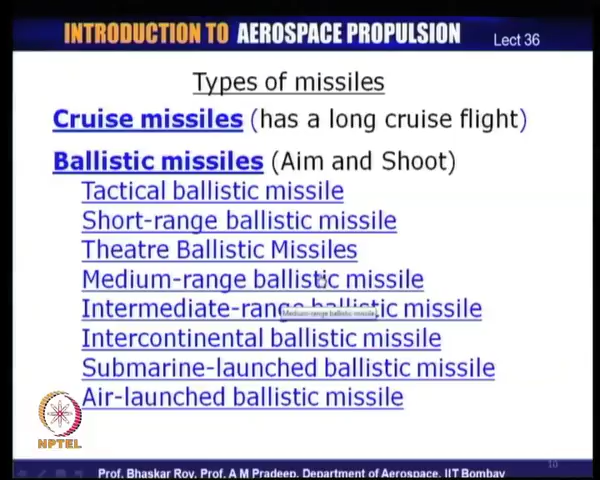 INTRODUCTION TO AEROSPACE PROPULSION
Lect 36
Types of missiles
Cruise missiles (has a long cruise flight)
Ballistic missiles (Aim and Shoot)
Tactical ballistic missile
Short-range ballistic missile
Theatre Ballistic Missiles
Medium-range ballistic missile
Intermediate-range ballistic missile
Medium-range ballistic missile
Intercontinental ballistic missile
Submarine-launched ballistic missile
Air-launched ballistic missile
NPTEL
10
Prof. Bhaskar Roy, Prof. A M Pradeep, Department of Aerospace, IIT Bombay